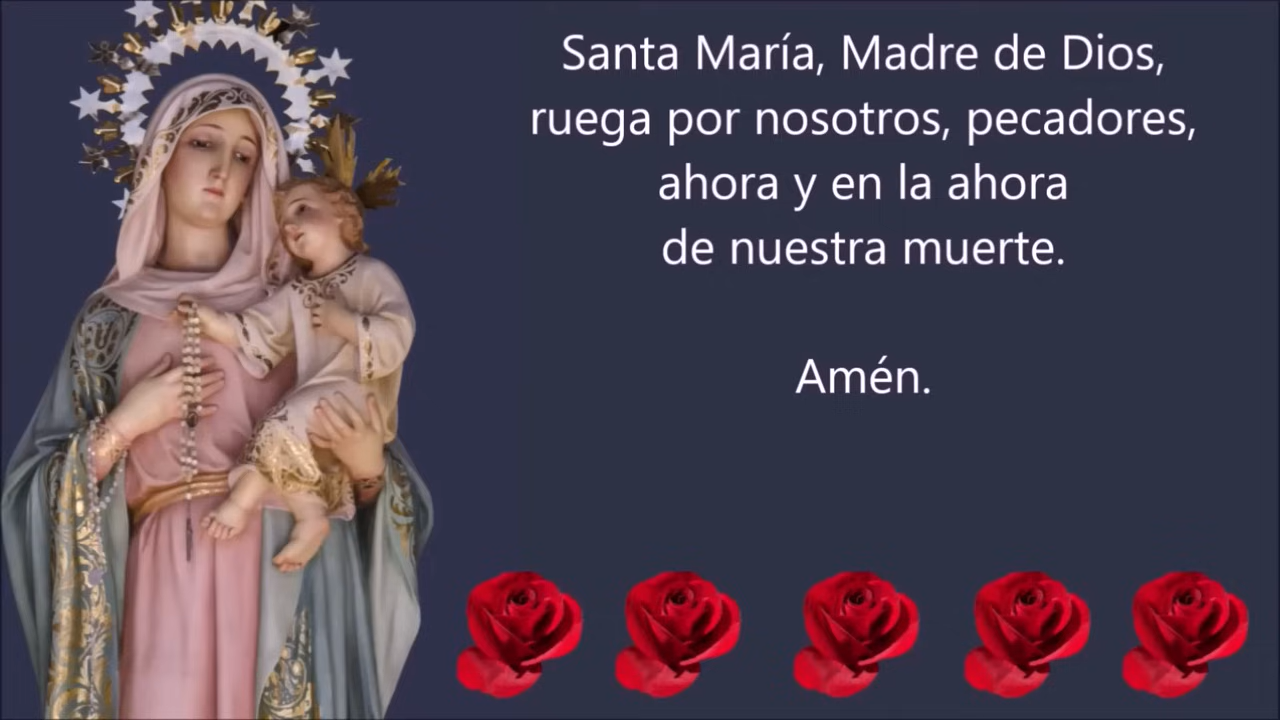 Santa María, Madre de Dios,
ruega por nosotros, pecadores,
ahora y en la ahora
de nuestra muerte.
Amén.